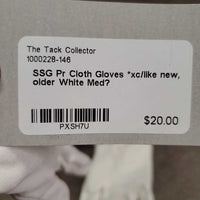 The Tack Collector
1000228-146
SSG Pr Cloth Gloves *xc/like new,
older White Med?
PXSH7U
$20.00